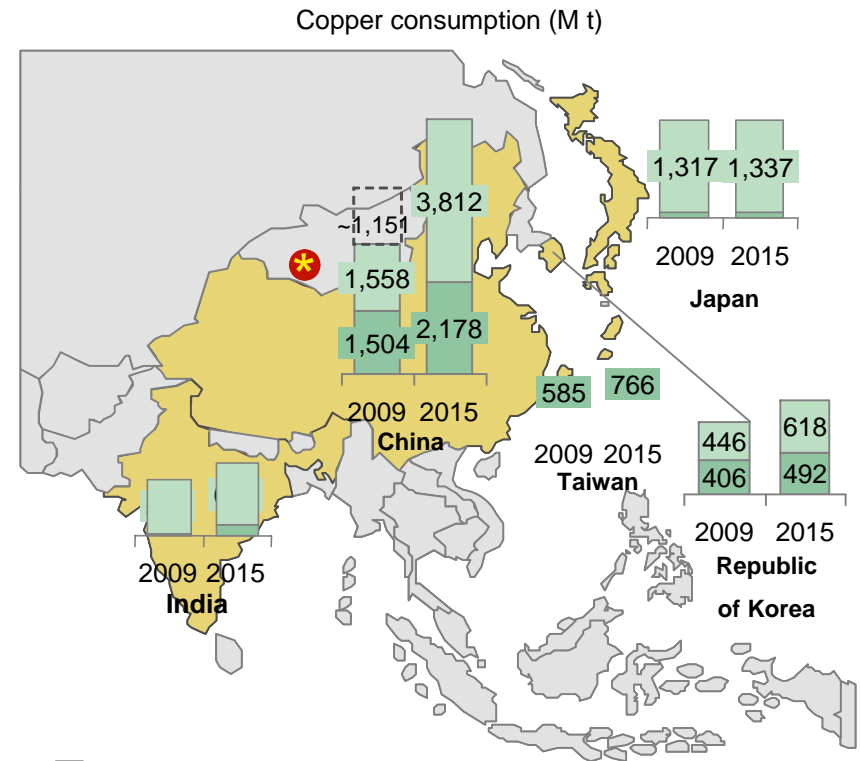 Copper consumption (M t)
1,317 1,337
2009 2015
Japan
3,812
~1,151
1,558
1,504
2,178
2009 2015
China
585
766
2009 2015
Taiwan
446
618
406
492
2009 2015
Republic
of Korea
2009 2015
India
*